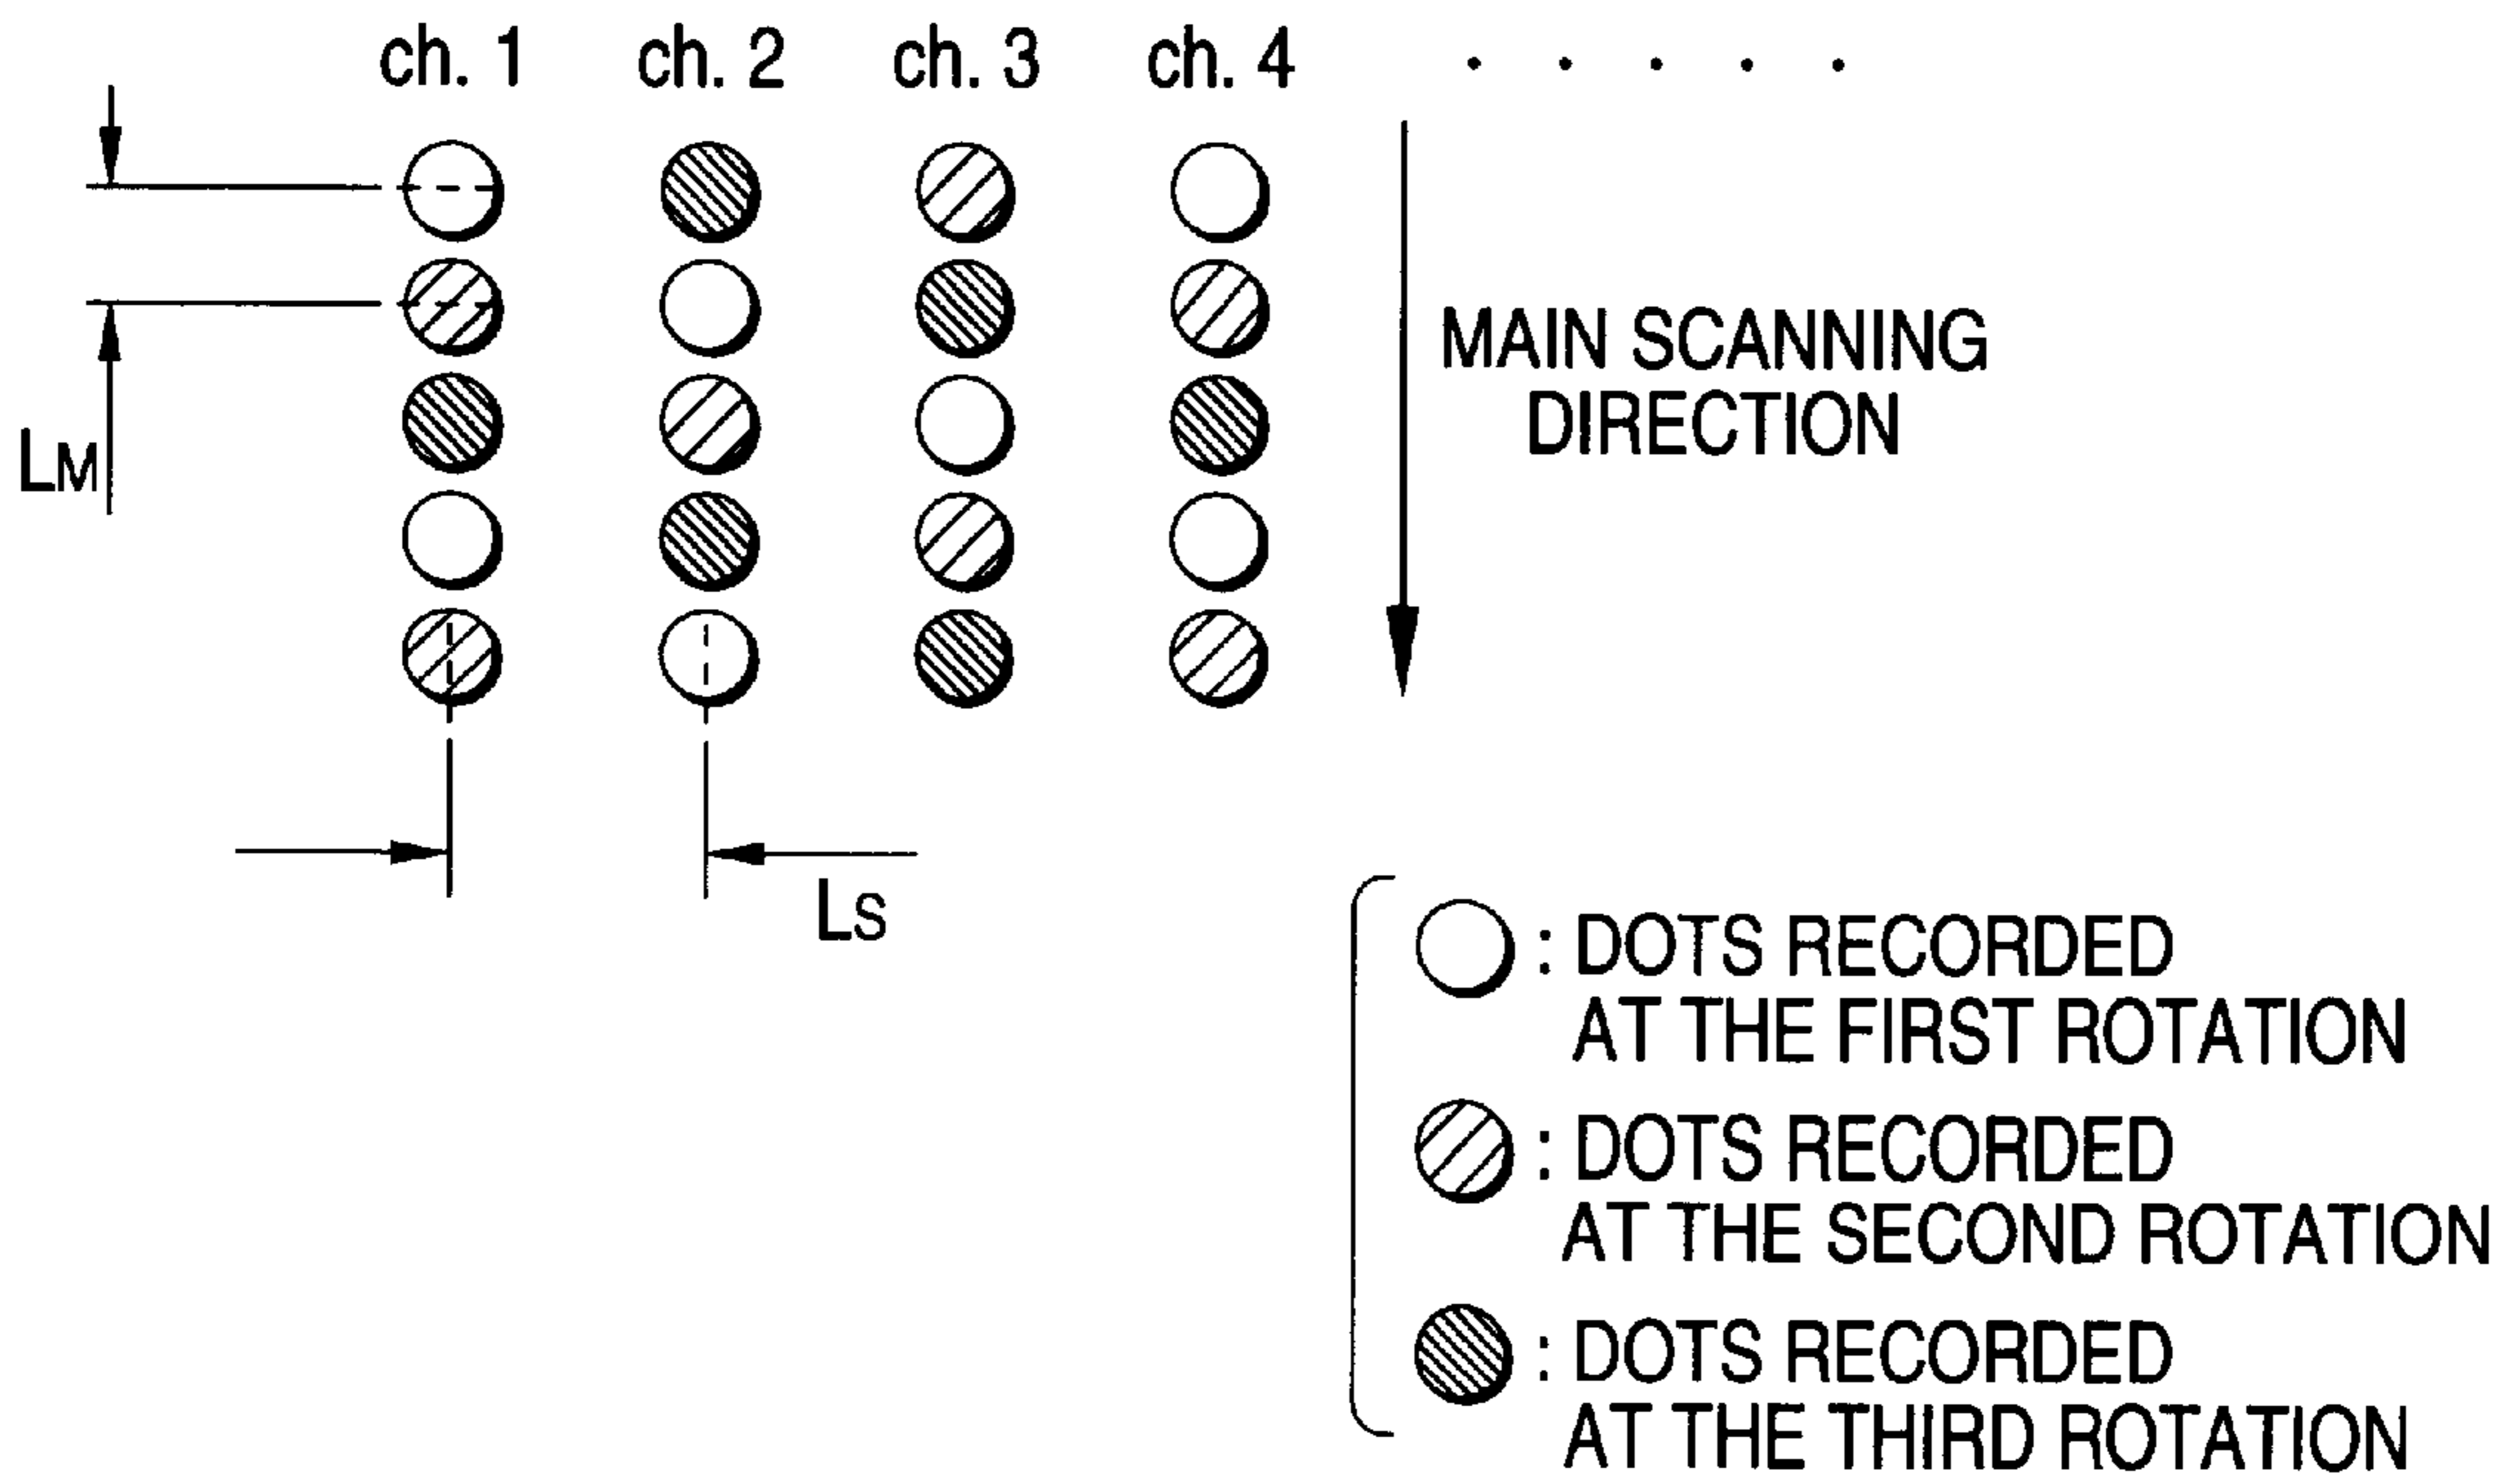 ch. 1 ch. 2 ch. 3 ch. 4 . . . . .
MAIN SCANNING
DIRECTION
LM
LS
: DOTS RECORDED
AT THE FIRST ROTATION
: DOTS RECORDED
AT THE SECOND ROTATION
: DOTS RECORDED
AT THE THIRD ROTATION